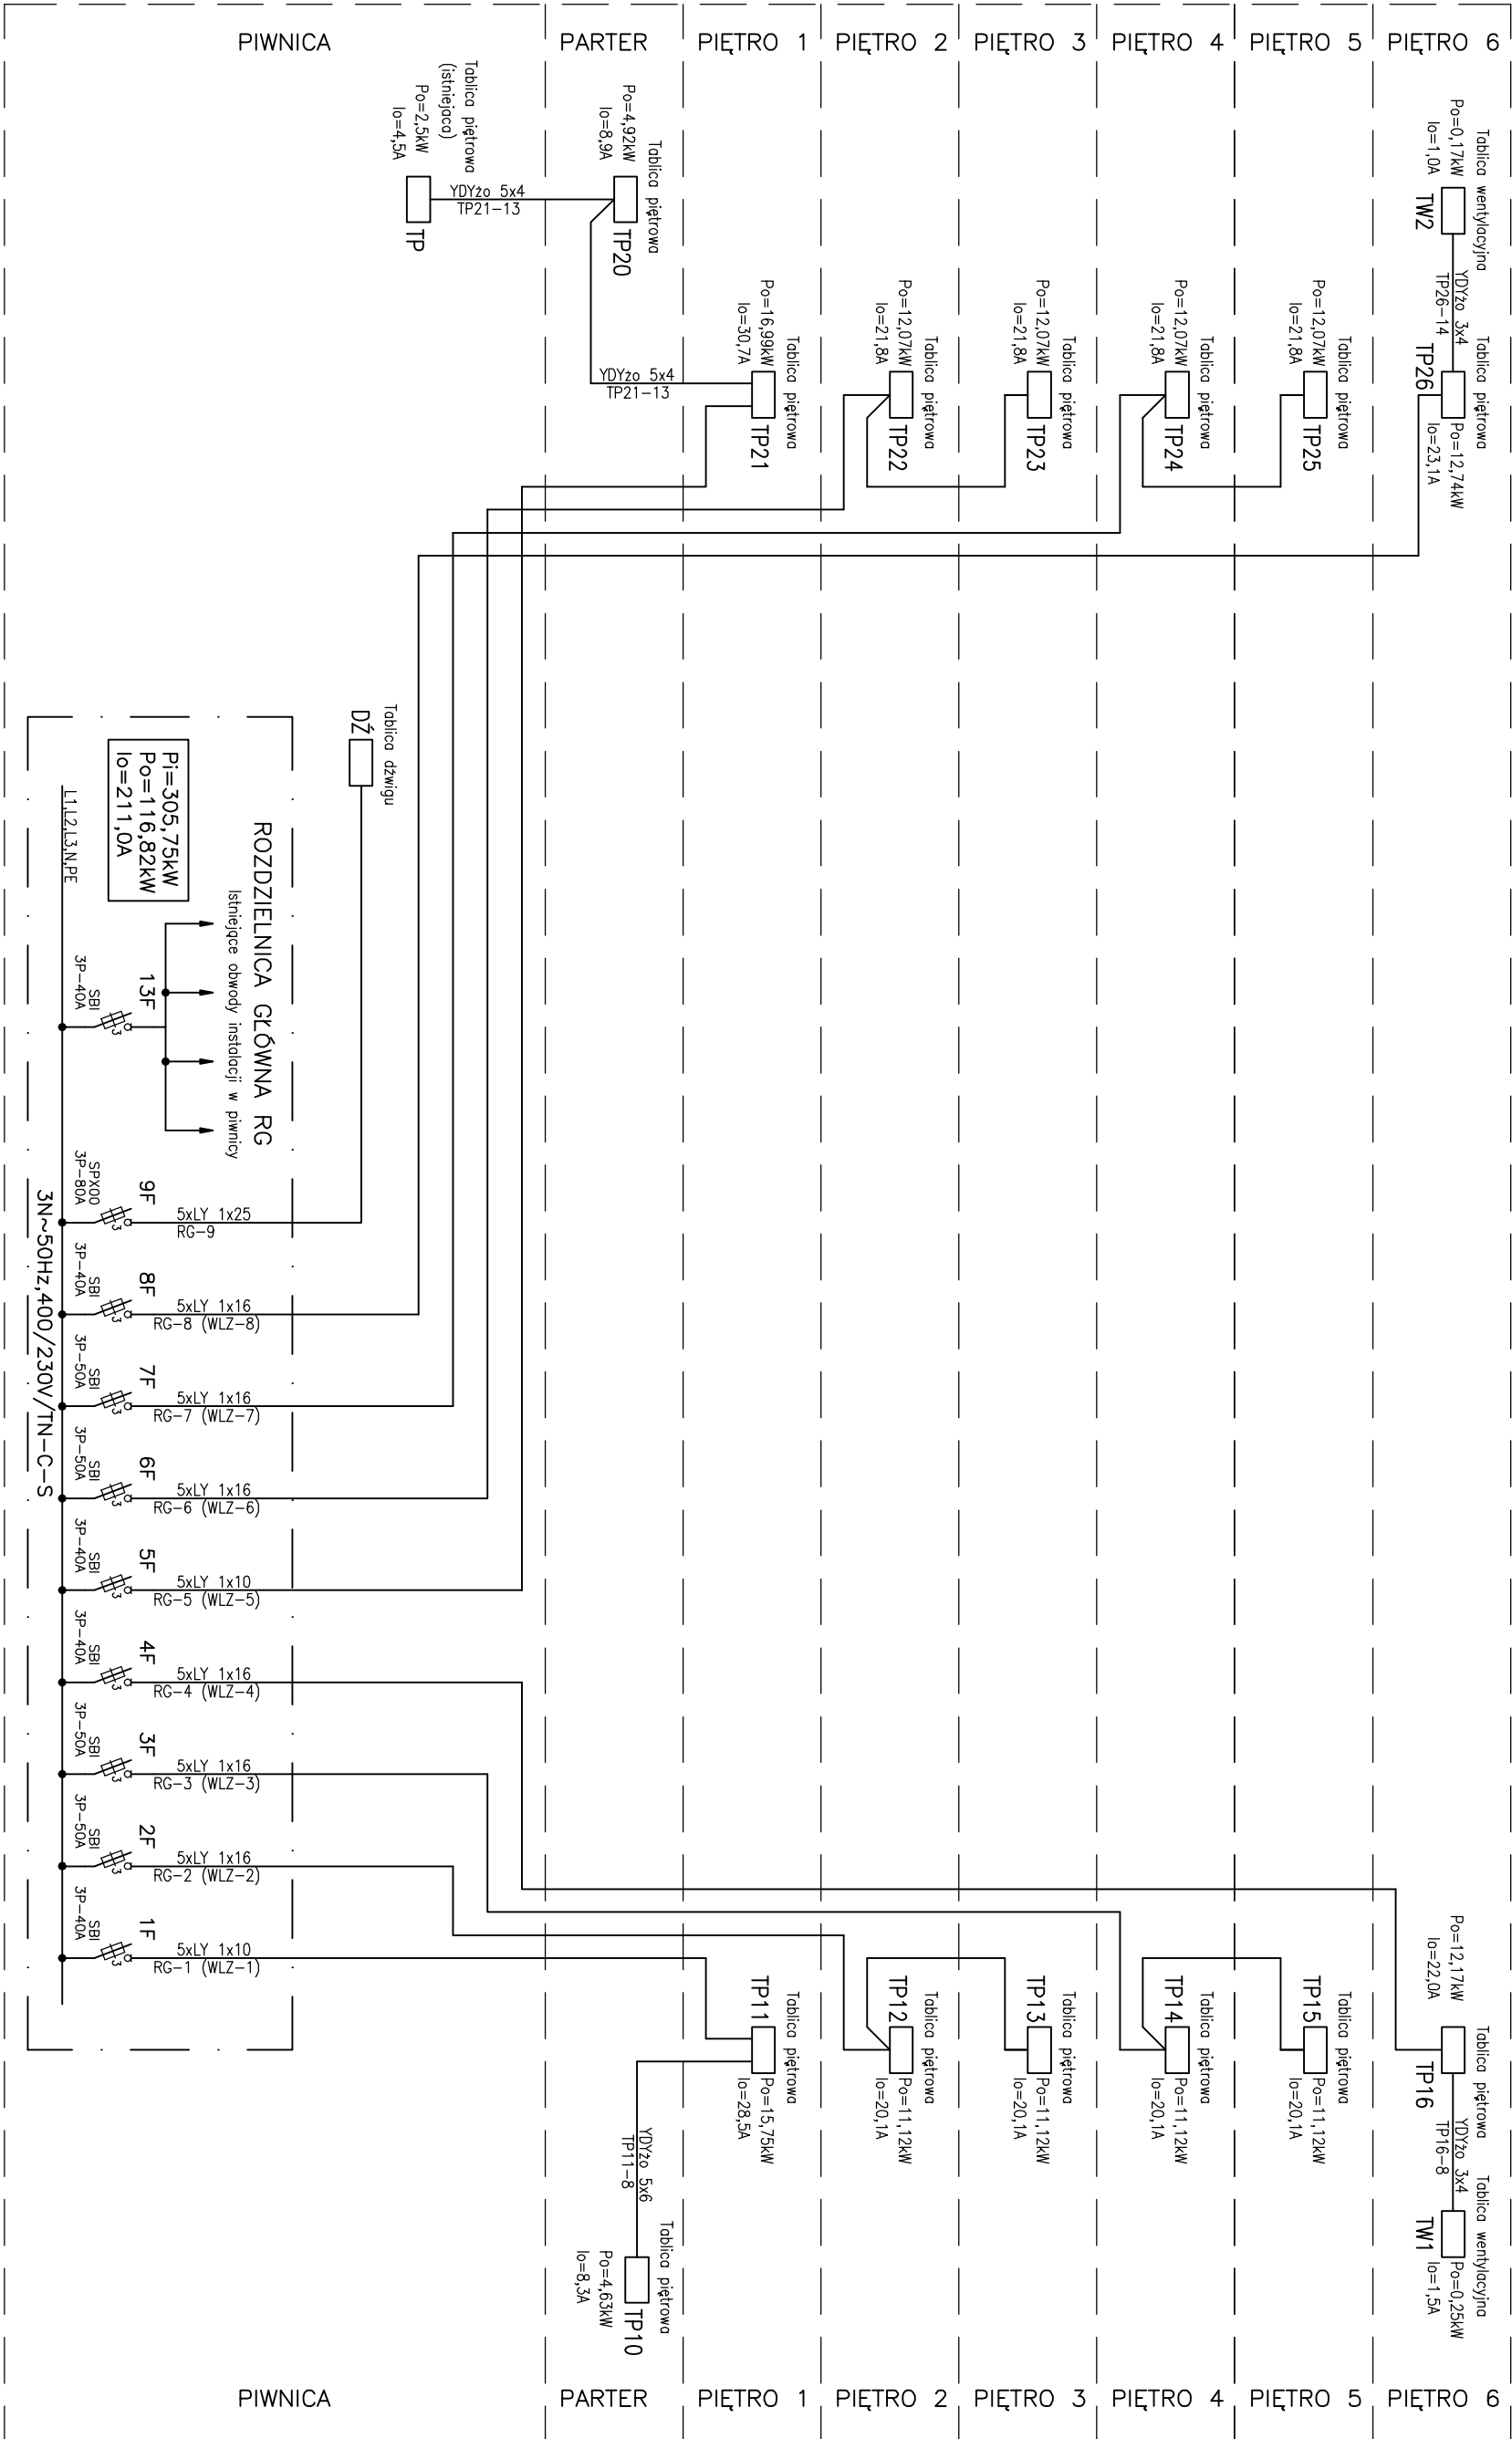 PIWNICA
PARTER
PIĘTRO 1
PIĘTRO 2
PIĘTRO 3
PIĘTRO 4
PIĘTRO 5
PIĘTRO 6
Tablica wentylacyjna
Po=0,17kW
Io=1,0A
TW2
YDYżo 3x4
TP26-14
Tablica piętrowa
TP26
Po=12,74kW
Io=23,1A
Tablica piętrowa
Po=12,07kW
Io=21,8A
TP25
Tablica piętrowa
Po=12,07kW
Io=21,8A
TP24
Tablica piętrowa
Po=12,07kW
Io=21,8A
TP23
Tablica piętrowa
Po=12,07kW
Io=21,8A
TP22
Tablica piętrowa
Po=16,99kW
Io=30,7A
TP21
YDYżo 5x4
TP21-13
Tablica piętrowa
Po=4,92kW
Io=8,9A
TP20
YDYżo 5x4
TP21-13
Tablica piętrowa
(istniejaca)
Po=2,5kW
Io=4,5A
TP
Tablica dźwigu
DŹ
ROZDZIELNICA GŁÓWNA RG
Istniejące obwody instalacji w piwnicy
Pi=305,75kW
Po=116,82kW
Io=211,0A
L1,L2,L3,N,PE
3N~50Hz,400/230V/TN-C-S
13F
SBI
3P-40A
3
9F
SPX00
3P-80A
3
5xLY 1x25
RG-9
8F
SBI
3P-40A
3
5xLY 1x16
RG-8 (WLZ-8)
7F
SBI
3P-50A
3
5xLY 1x16
RG-7 (WLZ-7)
6F
SBI
3P-50A
3
5xLY 1x16
RG-6 (WLZ-6)
5F
SBI
3P-40A
3
5xLY 1x10
RG-5 (WLZ-5)
4F
SBI
3P-40A
3
5xLY 1x16
RG-4 (WLZ-4)
3F
SBI
3P-50A
3
5xLY 1x16
RG-3 (WLZ-3)
2F
SBI
3P-50A
3
5xLY 1x16
RG-2 (WLZ-2)
1F
SBI
3P-40A
3
5xLY 1x10
RG-1 (WLZ-1)
Po=12,17kW
Io=22,0A
Tablica piętrowa
TP16
YDYżo 3x4
TP16-8
Tablica wentylacyjna
TW1
Po=0,25kW
Io=1,5A
Tablica piętrowa
TP15
Po=11,12kW
Io=20,1A
Tablica piętrowa
TP14
Po=11,12kW
Io=20,1A
Tablica piętrowa
TP13
Po=11,12kW
Io=20,1A
Tablica piętrowa
TP12
Po=11,12kW
Io=20,1A
Tablica piętrowa
TP11
Po=15,75kW
Io=28,5A
YDYżo 5x6
TP11-8
Tablica piętrowa
TP10
Po=4,63kW
Io=8,3A
PIWNICA
PARTER
PIĘTRO 1
PIĘTRO 2
PIĘTRO 3
PIĘTRO 4
PIĘTRO 5
PIĘTRO 6